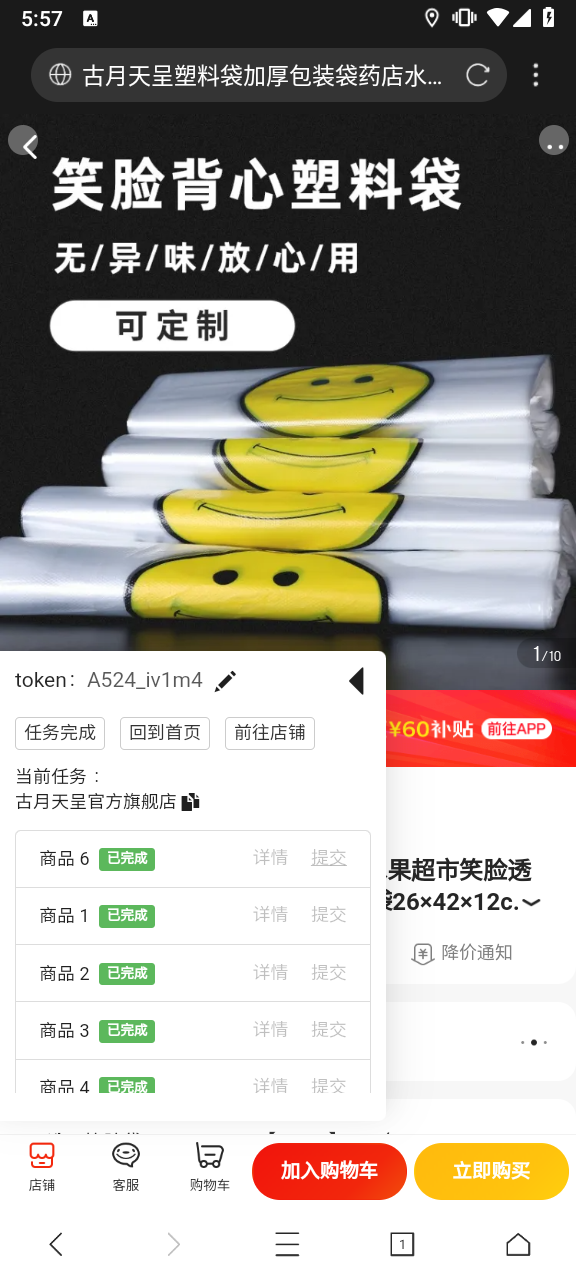 5:57
A
古月天呈塑料袋加厚包装袋药店水...
笑脸背心塑料袋
无/异/味/放/心/用
可定制
1/10
token: A524_iv1m4
¥60补贴 前往APP
任务完成 回到首页 前往店铺
当前任务：
古月天呈官方旗舰店
商品 6 已完成 详情 提交
果超市笑脸透
袋26×42×12c.
商品 1 已完成 详情 提交
降价通知
商品 2 已完成 详情 提交
商品 3 已完成 详情 提交
商品 4 已完成 详情 提交
店铺 客服 购物车 加入购物车 立即购买
1